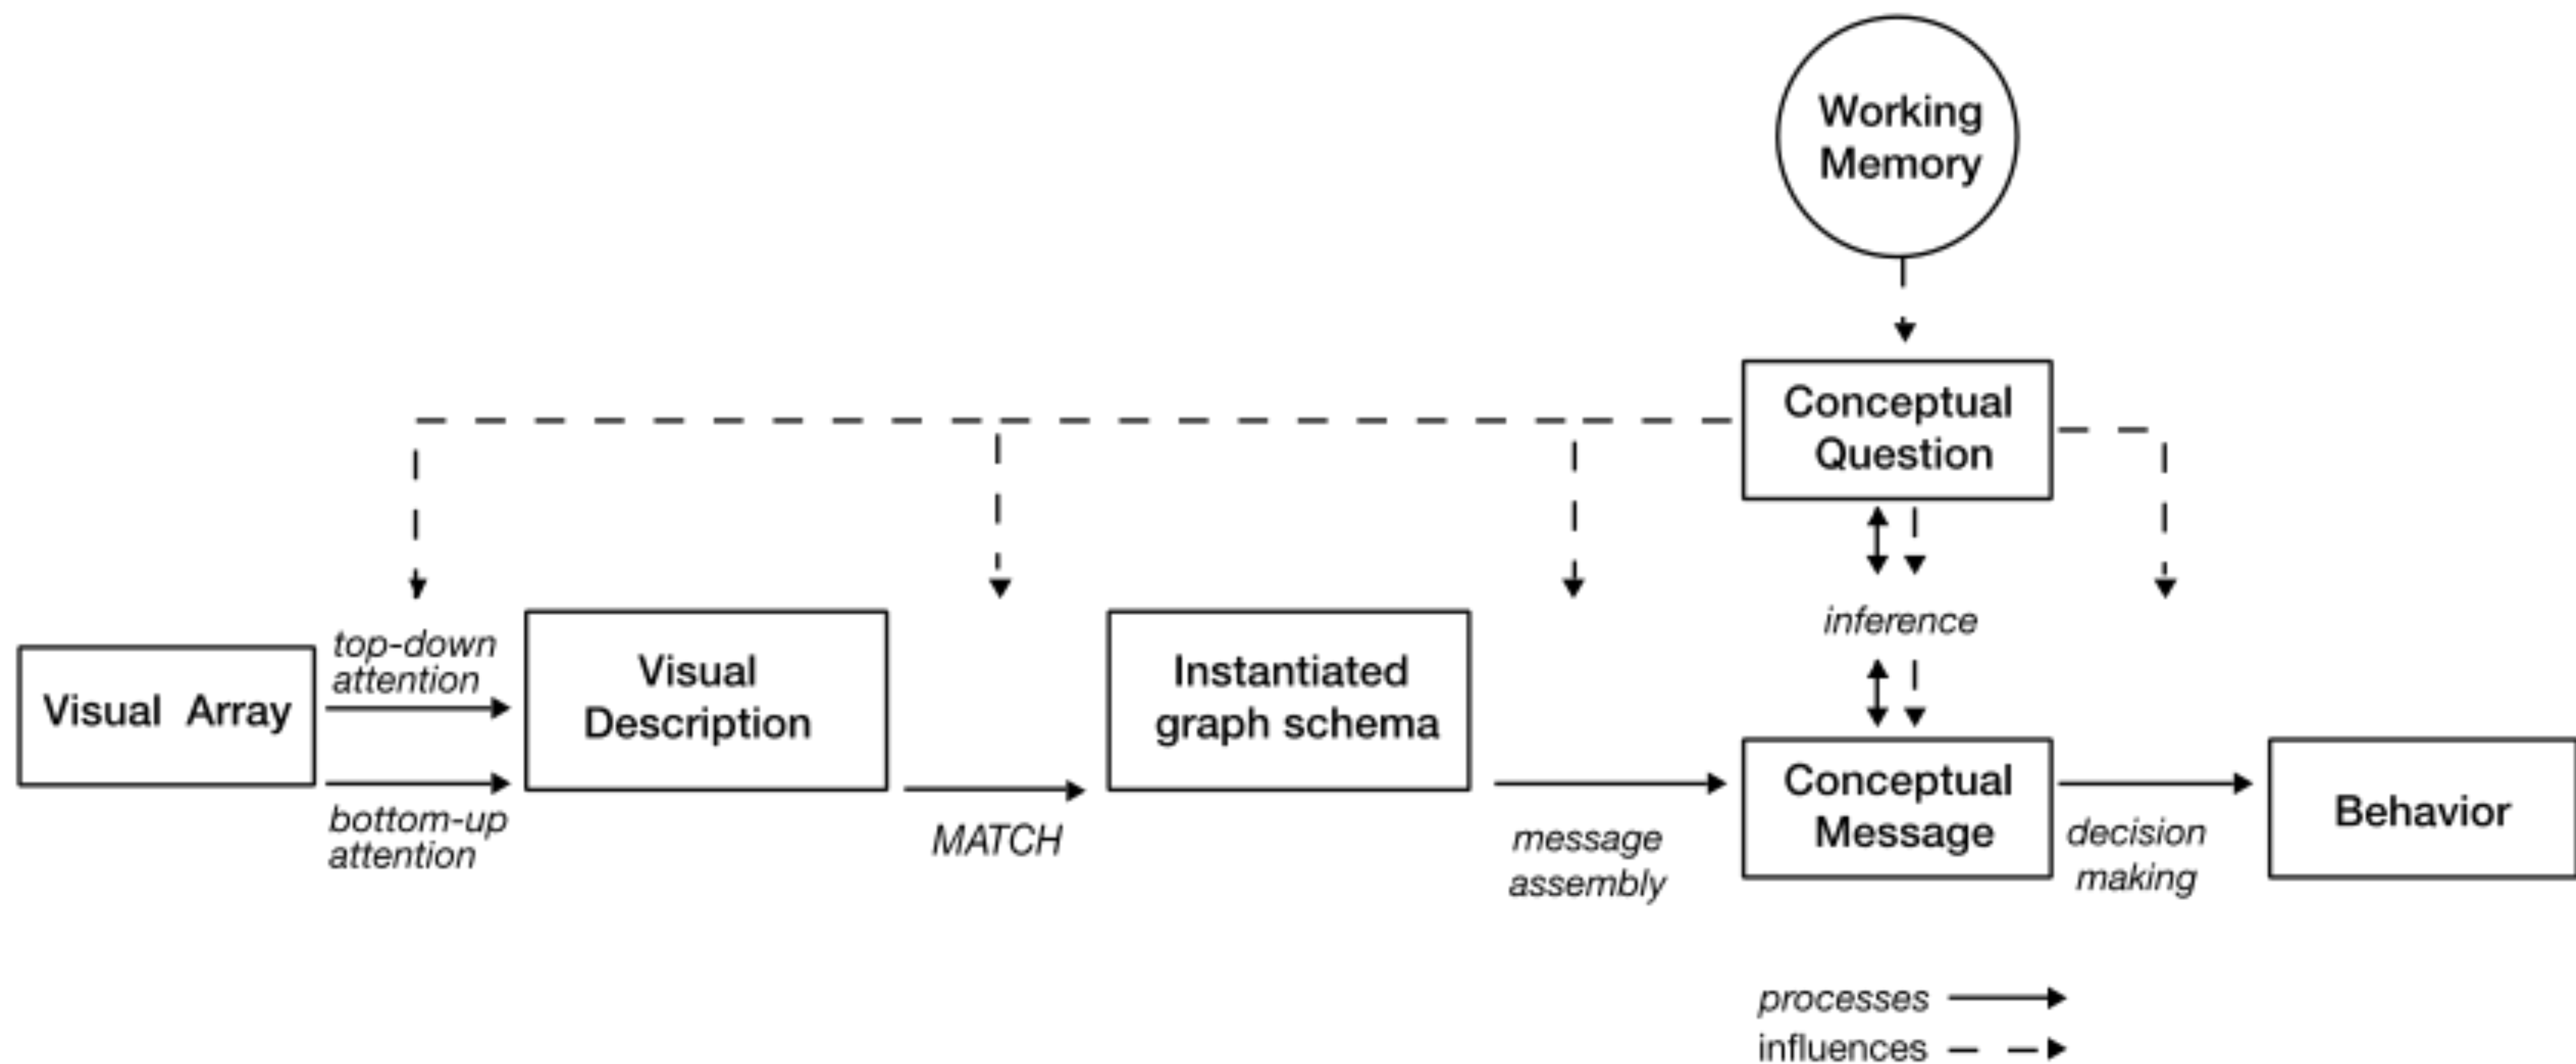 Working
Memory
Conceptual
Question
top-down
attention
Visual Array
bottom-up
attention
Visual
Description
MATCH
Instantiated
graph schema
message
assembly
inference
Conceptual
Message
decision
making
Behavior
processes
influences